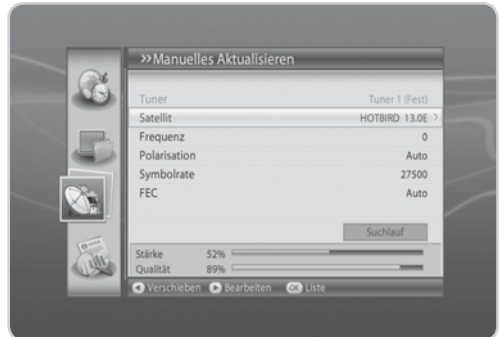 >>Manuelles Aktualisieren
Tuner Tuner 1 (Fest)
Satellit HOTBIRD 13.0E >
Frequenz 0
Polarisation Auto
Symbolrate 27500
FEC Auto
Suchlauf
Stärke 52%
Qualität 89%
Verschieben Bearbeiten OK Liste